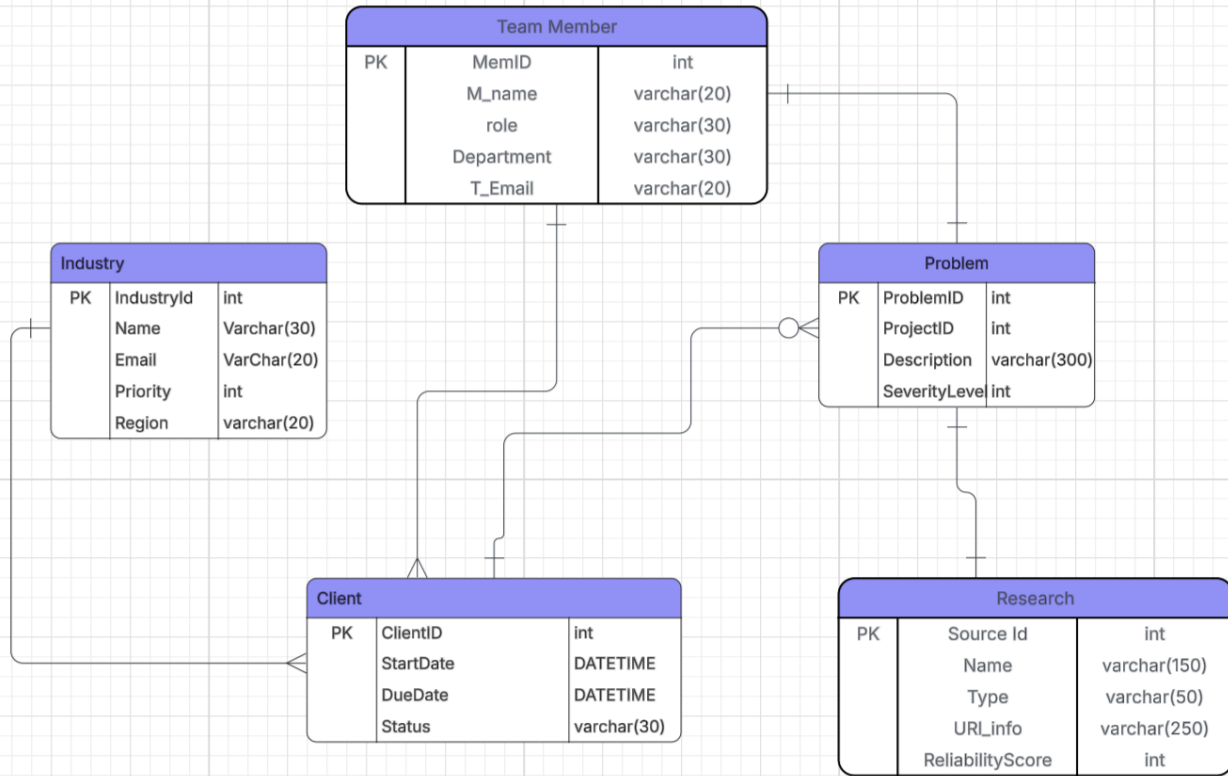 Team Member
PK MemID int
M_name varchar(20)
role varchar(30)
Department varchar(30)
T_Email varchar(20)
Industry
PK IndustryId int
Name Varchar(30)
Email VarChar(20)
Priority int
Region varchar(20)
Problem
PK ProblemID int
ProjectID int
Description varchar(300)
SeverityLevel int
Client
PK ClientID int
StartDate DATETIME
DueDate DATETIME
Status varchar(30)
Research
PK Source Id int
Name varchar(150)
Type varchar(50)
URl_info varchar(250)
ReliabilityScore int